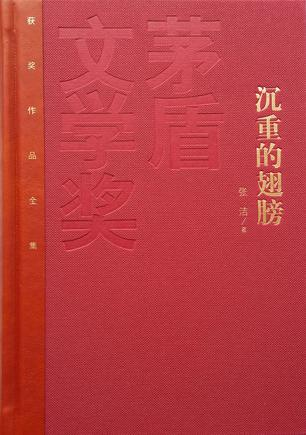 茅盾
文学奖
获奖作品全集
沉重的翅膀
张洁/著